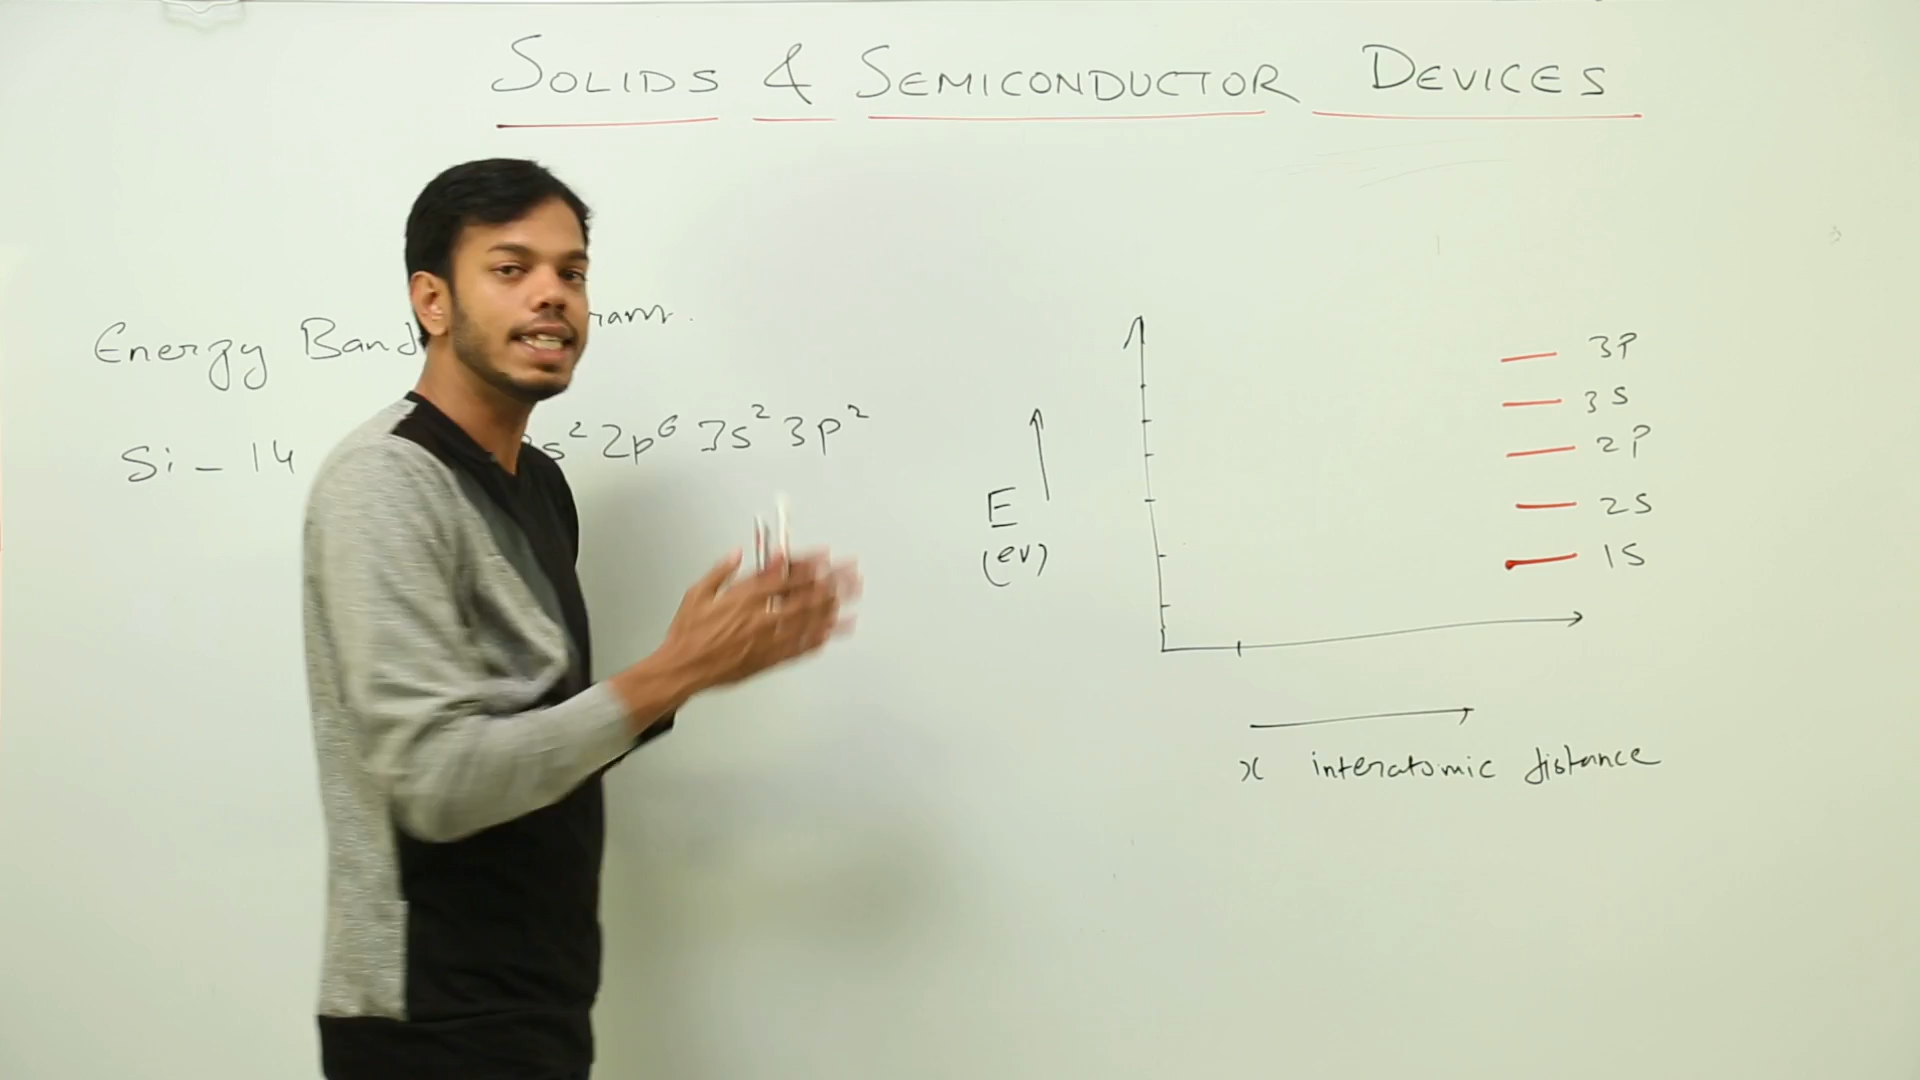 SOLIDS & SEMICONDUCTOR DEVICES
Energy Band
Si - 14 s² 2p⁶ 3s² 3p²
E
(ev)
3P
3S
2P
2S
1S
x interatomic distance